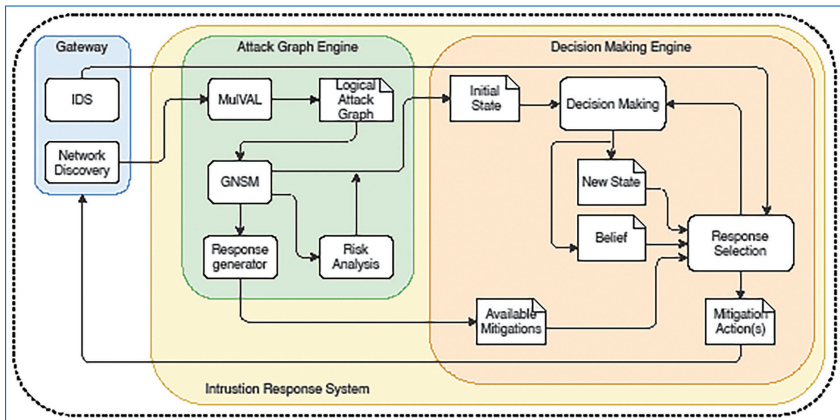 Gateway
Attack Graph Engine
Decision Making Engine
IDS
MulVAL
Logical
Attack
Graph
Initial
State
Decision Making
Network
Discovery
GNSM
New State
Response
generator
Risk
Analysis
Belief
Response
Selection
Available
Mitigations
Mitigation
Action(s)
Intrustion Response System